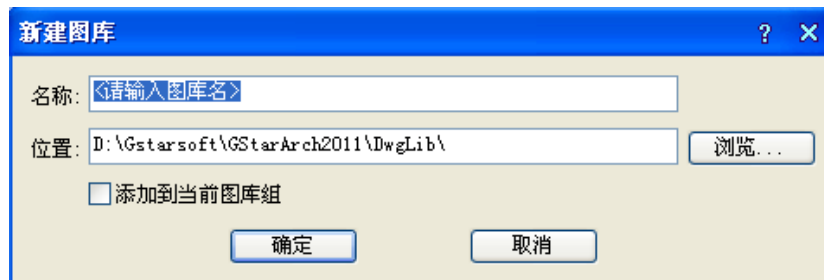 新建图库
名称: <请输入图库名>
位置: D:\Gstarsoft\GStarArch2011\DwgLib\ 浏览...
添加到当前图库组
确定 取消